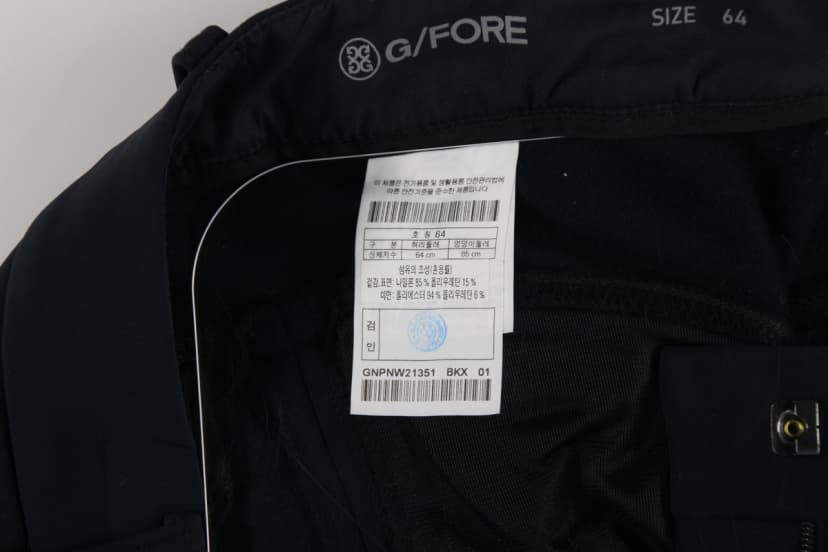 G/FORE SIZE 64
이 제품은 전기용품 및 생활용품 안전관리법에
따른 안전기준을 준수한 제품입니다
호 칭 64
구 분 허리둘레 엉덩이둘레
신체치수 64 cm 85 cm
섬유의 조성(혼용률)
겉감.표면: 나일론 85 % 폴리우레탄 15 %
이면: 폴리에스터 94 % 폴리우레탄 6 %
검
인
GNPNW21351 BKX 01